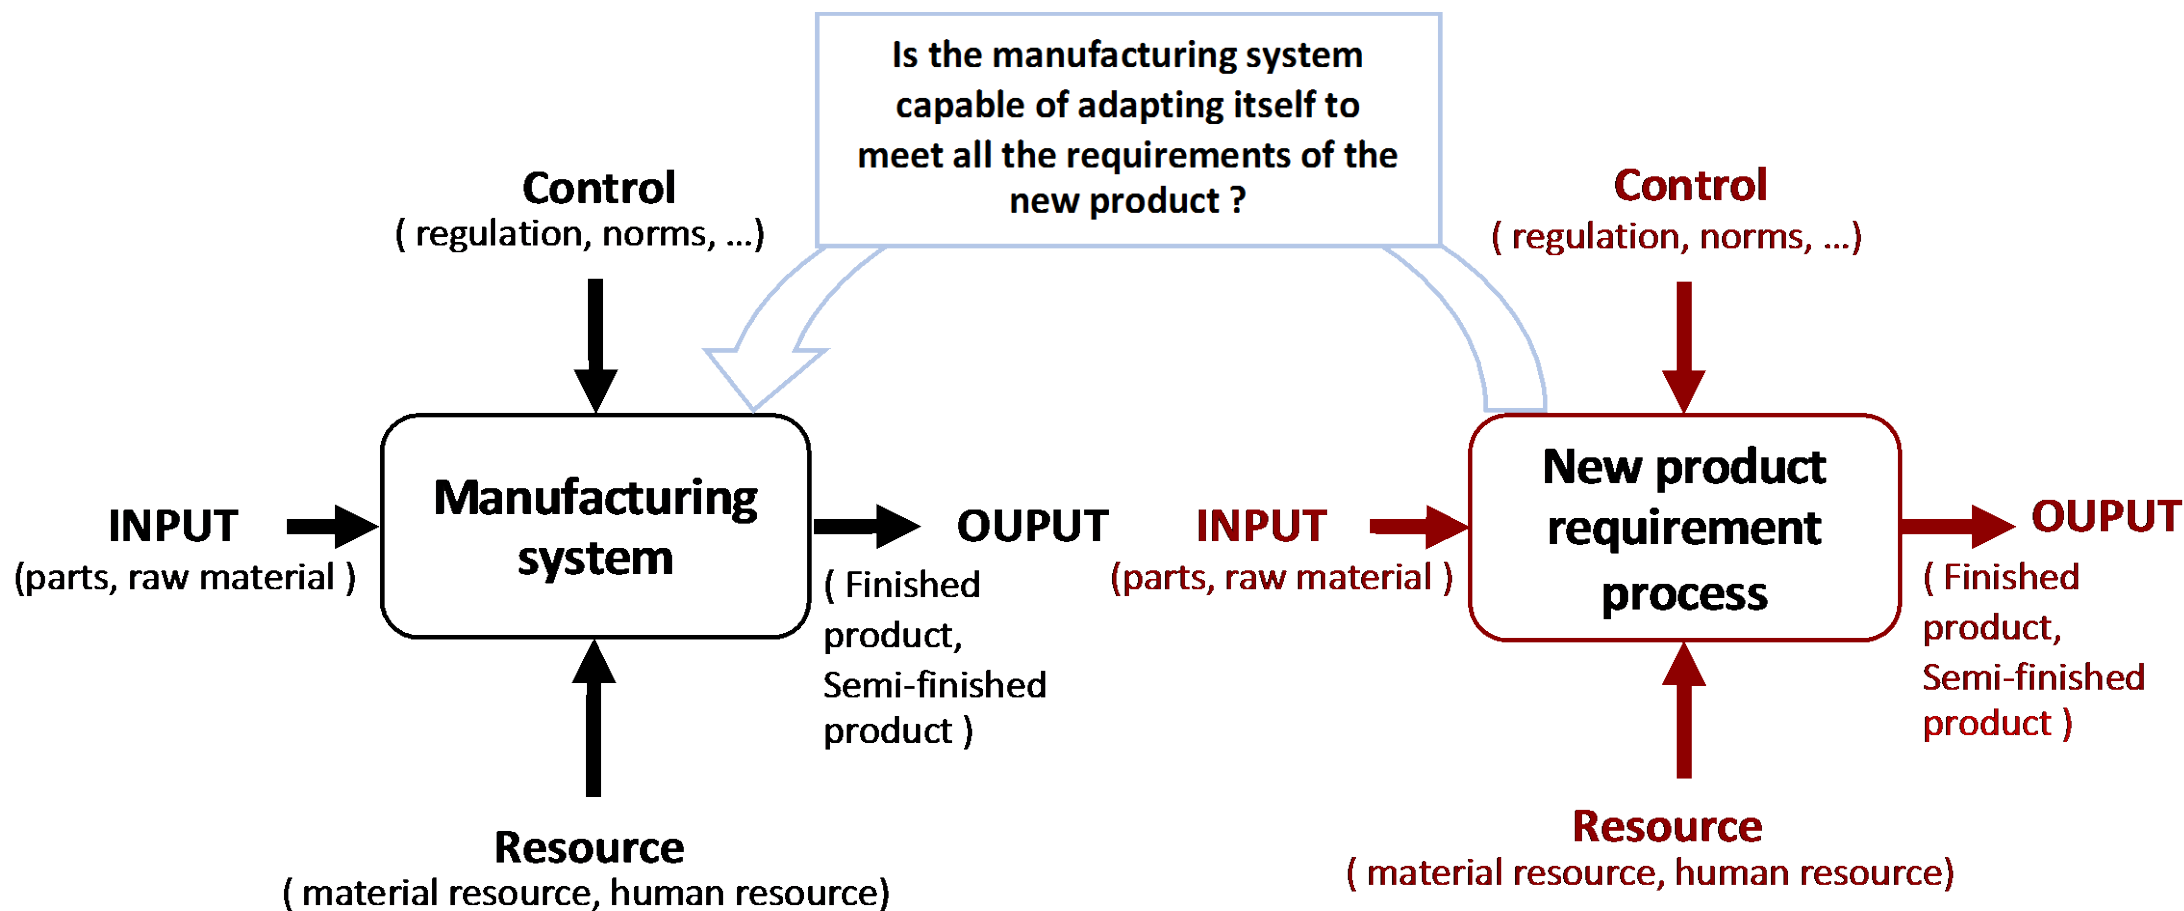 Is the manufacturing system
capable of adapting itself to
meet all the requirements of the
new product ?
Control
( regulation, norms, ...)
INPUT
(parts, raw material )
Manufacturing
system
OUPUT
( Finished
product,
Semi-finished
product )
Resource
( material resource, human resource)
Control
( regulation, norms, ...)
INPUT
(parts, raw material )
New product
requirement
process
OUPUT
( Finished
product,
Semi-finished
product )
Resource
( material resource, human resource)